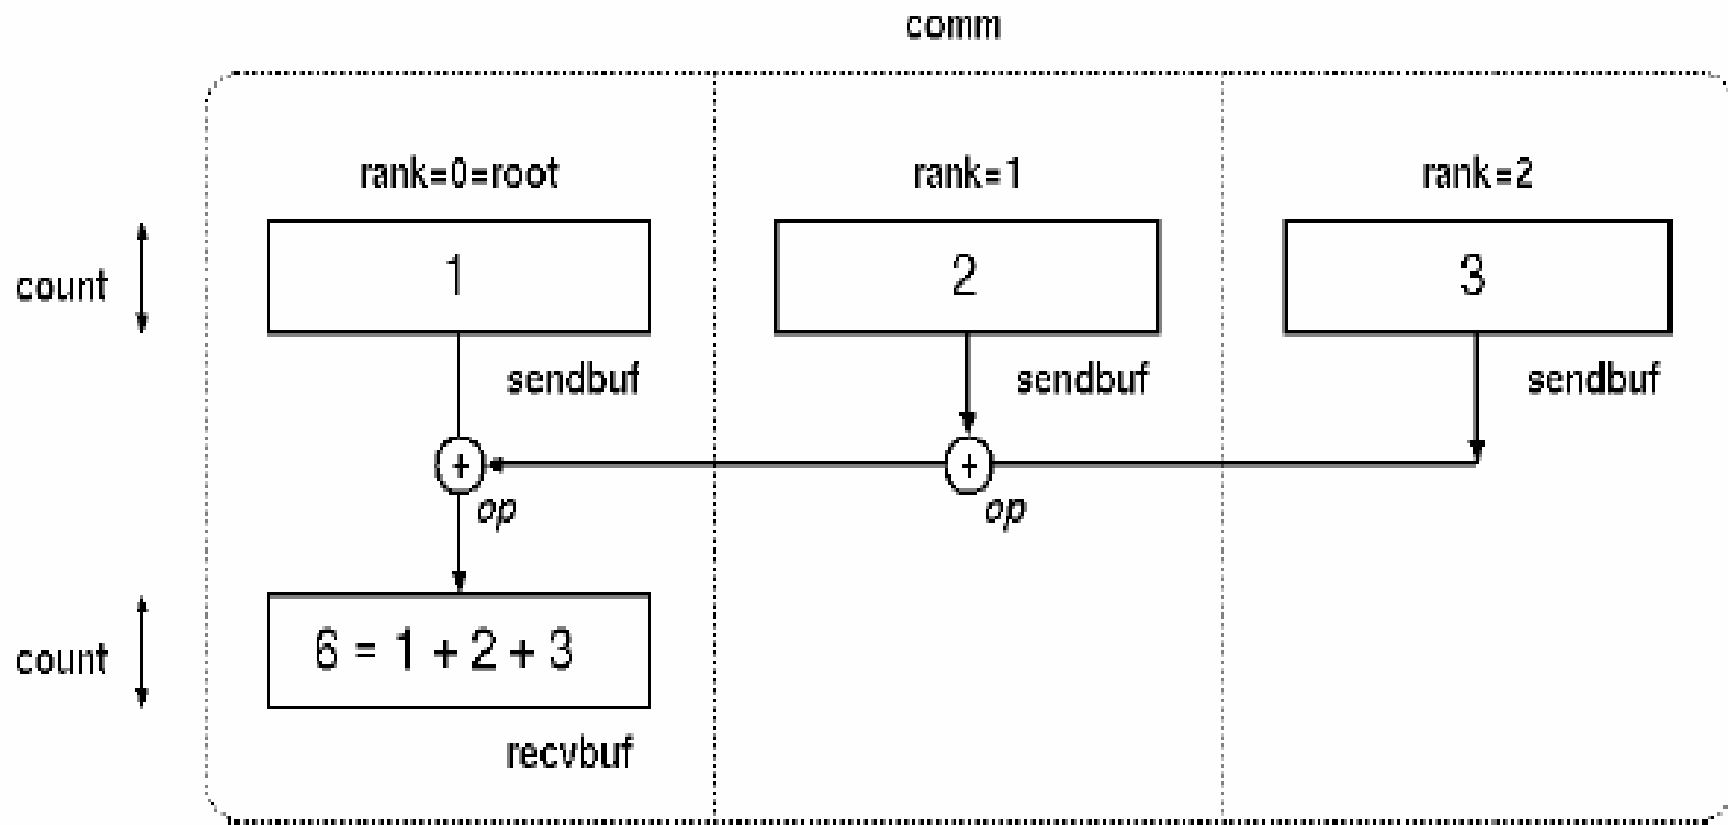 comm
rank=0=root
rank=1
rank=2
count
1
2
3
sendbuf
sendbuf
sendbuf
+
+
op
op
count
6 = 1 + 2 + 3
recvbuf